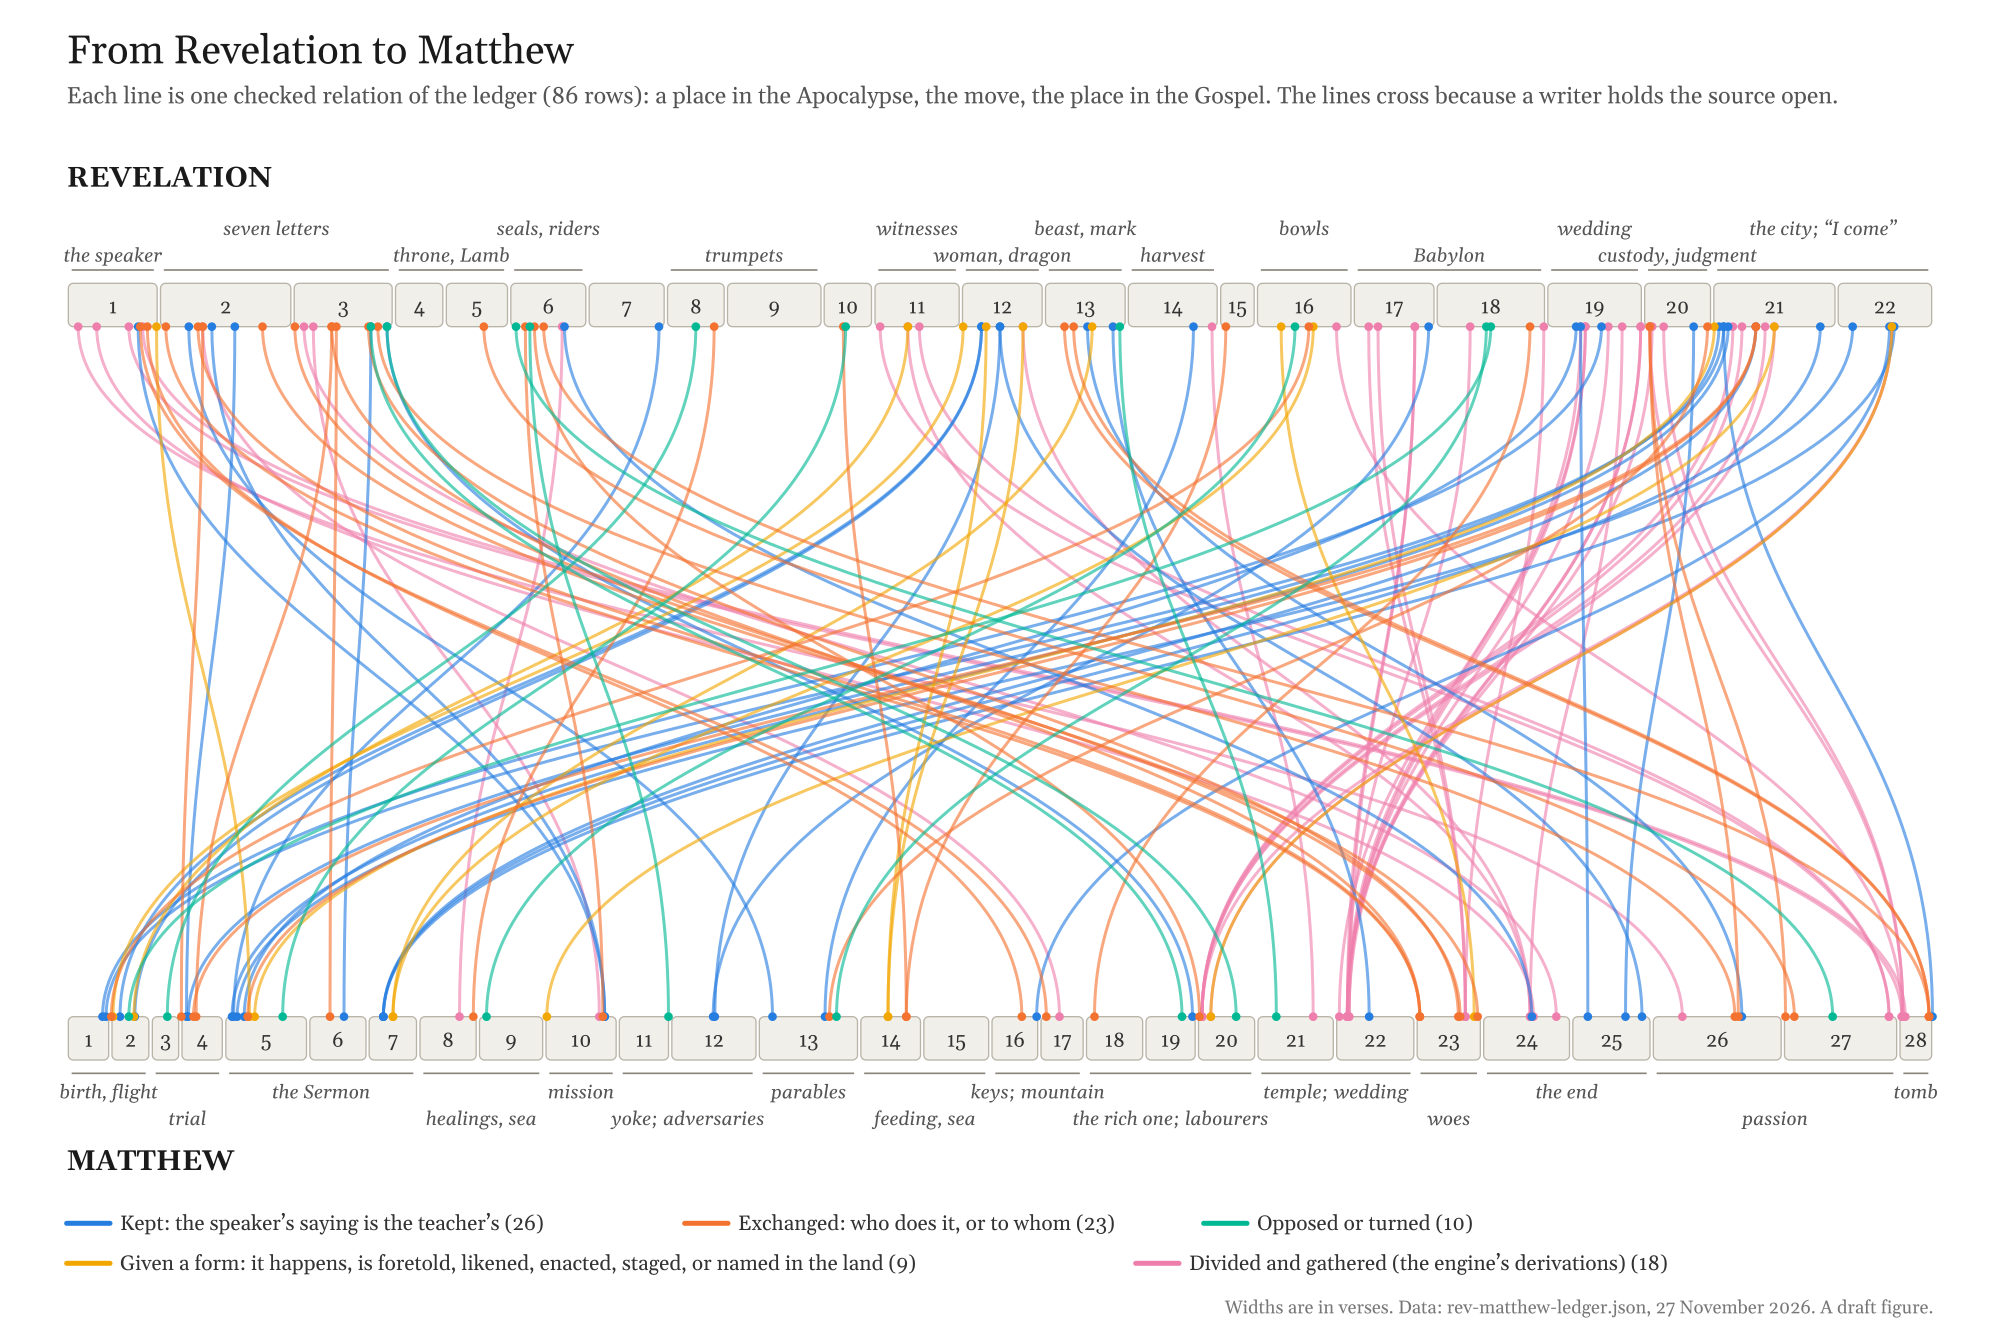 From Revelation to Matthew
Each line is one checked relation of the ledger (86 rows): a place in the Apocalypse, the move, the place in the Gospel. The lines cross because a writer holds the source open.
REVELATION
seven letters seals, riders witnesses beast, mark bowls wedding the city; “I come”
the speaker throne, Lamb trumpets woman, dragon harvest Babylon custody, judgment
1 2 3 4 5 6 7 8 9 10 11 12 13 14 15 16 17 18 19 20 21 22
1 2 3 4 5 6 7 8 9 10 11 12 13 14 15 16 17 18 19 20 21 22 23 24 25 26 27 28
birth, flight the Sermon mission parables keys; mountain temple; wedding the end tomb
trial healings, sea yoke; adversaries feeding, sea the rich one; labourers woes passion
MATTHEW
Kept: the speaker’s saying is the teacher’s (26) Exchanged: who does it, or to whom (23) Opposed or turned (10)
Given a form: it happens, is foretold, likened, enacted, staged, or named in the land (9) Divided and gathered (the engine’s derivations) (18)
Widths are in verses. Data: rev-matthew-ledger.json, 27 November 2026. A draft figure.